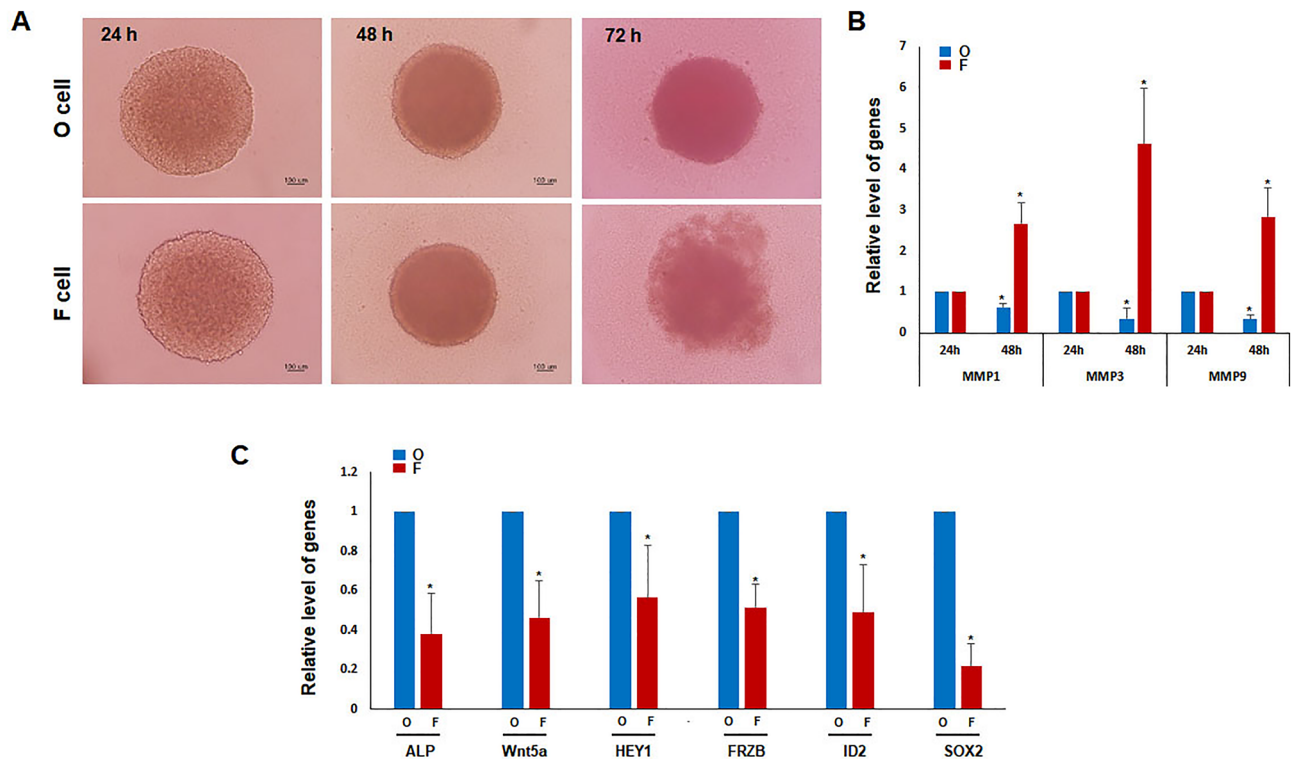 A
24 h
48 h
72 h
O cell
F cell
100 um
100 um
100 um
100 um
B
O
F
Relative level of genes
7
6
5
4
3
2
1
0
* * * * * *
24h 48h 24h 48h 24h 48h
MMP1 MMP3 MMP9
C
O
F
Relative level of genes
1.2
1
0.8
0.6
0.4
0.2
0
* * * * * *
O F O F O F O F O F O F
ALP Wnt5a HEY1 FRZB ID2 SOX2